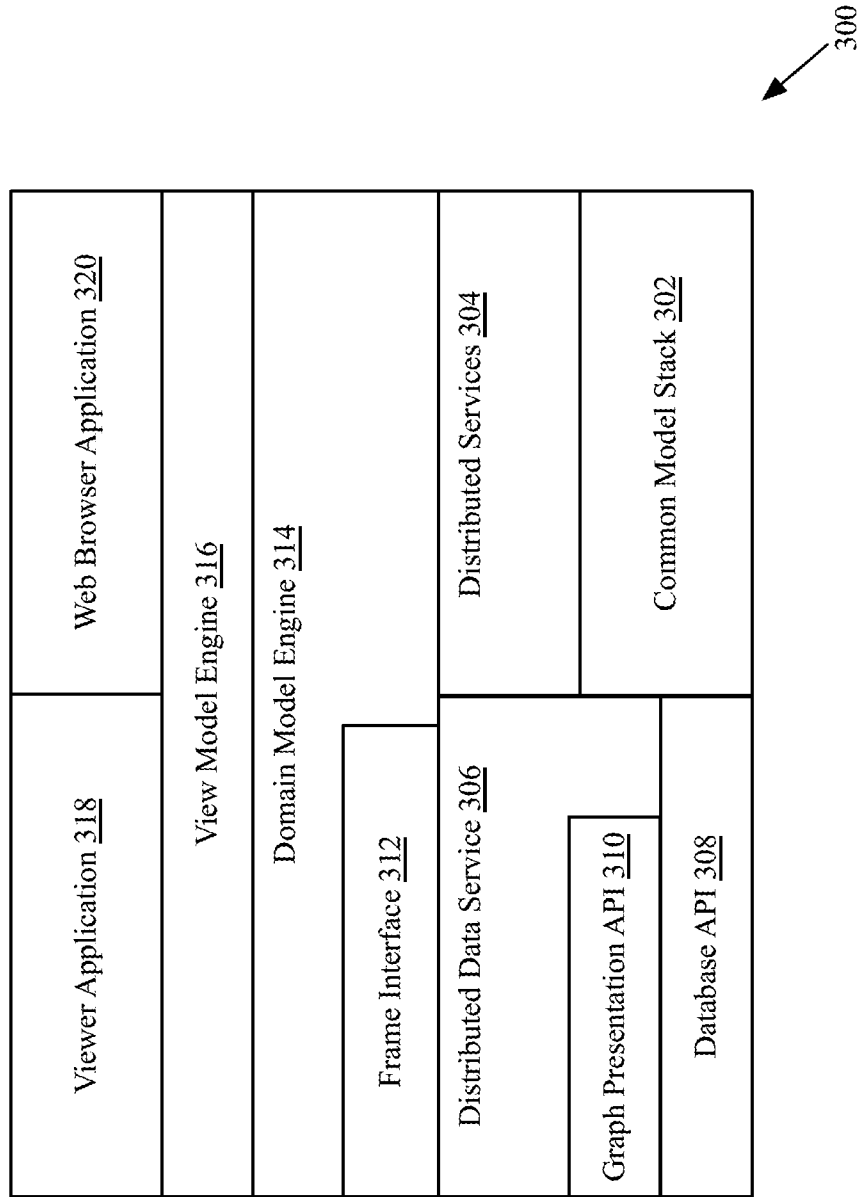 Viewer Application 318
Web Browser Application 320
View Model Engine 316
Domain Model Engine 314
Frame Interface 312
Distributed Data Service 306
Distributed Services 304
Graph Presentation API 310
Common Model Stack 302
Database API 308
300